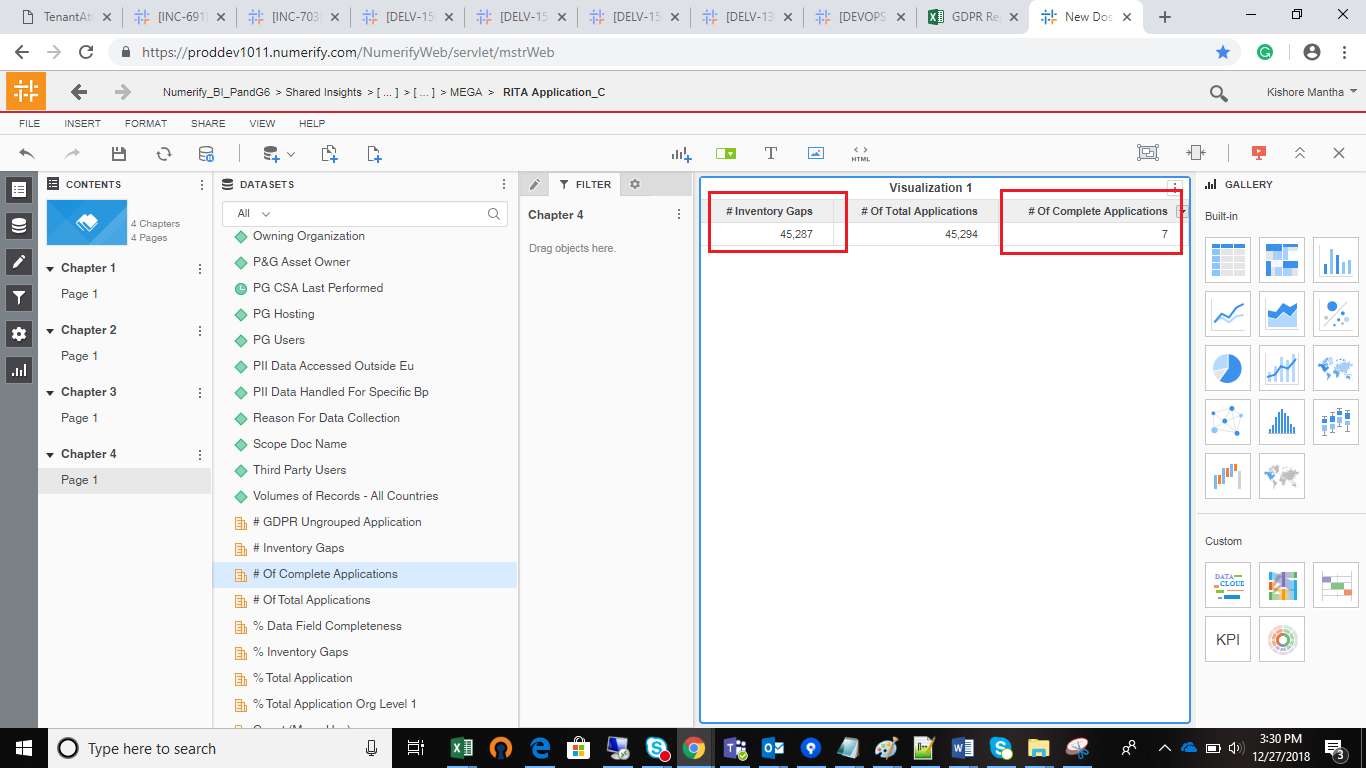 TenantAt
[INC-691]
[INC-703]
[DELV-15
[DELV-15
[DELV-15
[DELV-13
[DEVOPS
GDPR Re
New Dos
https://proddev1011.numerify.com/NumerifyWeb/servlet/mstrWeb
Numerify_BI_PandG6 > Shared Insights > [ ... ] > [ ... ] > MEGA > RITA Application_C
Kishore Mantha
FILE INSERT FORMAT SHARE VIEW HELP
HTML
CONTENTS
4 Chapters
4 Pages
Chapter 1
Page 1
Chapter 2
Page 1
Chapter 3
Page 1
Chapter 4
Page 1
DATASETS
All
Owning Organization
P&G Asset Owner
PG CSA Last Performed
PG Hosting
PG Users
PII Data Accessed Outside Eu
PII Data Handled For Specific Bp
Reason For Data Collection
Scope Doc Name
Third Party Users
Volumes of Records - All Countries
# GDPR Ungrouped Application
# Inventory Gaps
# Of Complete Applications
# Of Total Applications
% Data Field Completeness
% Inventory Gaps
% Total Application
% Total Application Org Level 1
FILTER
Chapter 4
Drag objects here.
Visualization 1
# Inventory Gaps # Of Total Applications # Of Complete Applications
45,287 45,294 7
GALLERY
Built-in
Custom
DATA
CLOUD
KPI
Type here to search
3:30 PM
12/27/2018
3